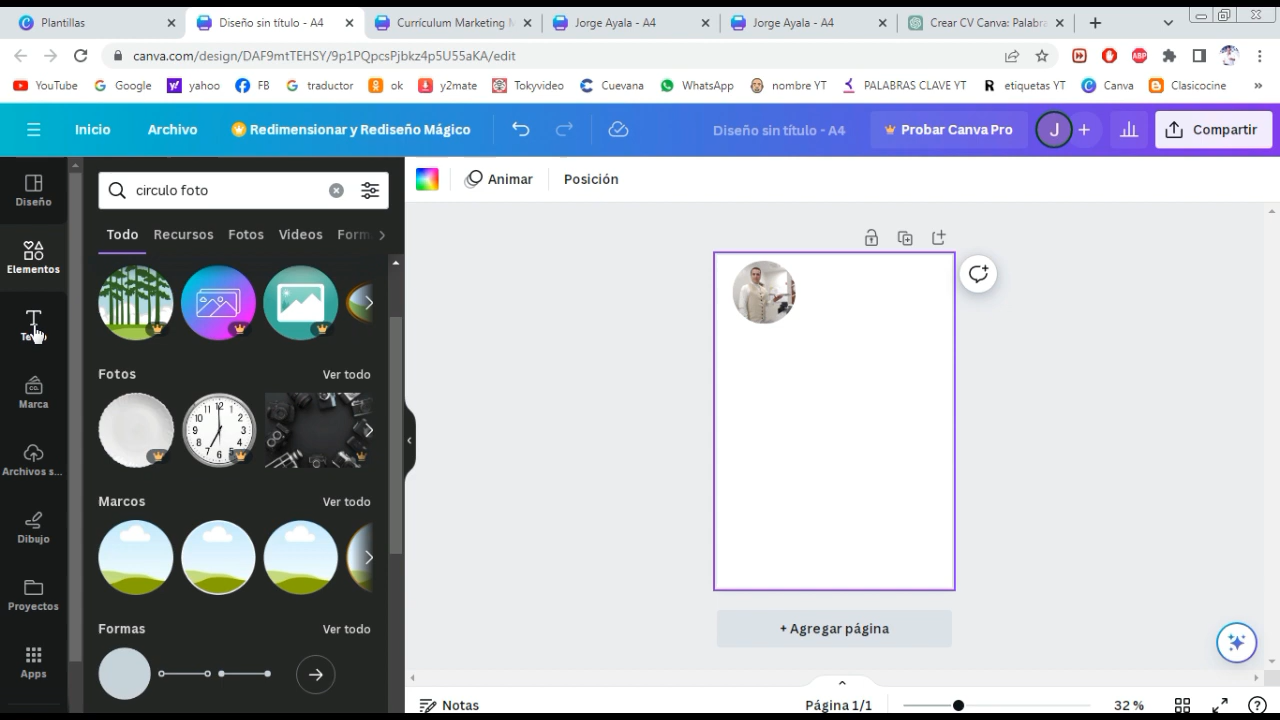 Plantillas
Diseño sin título - A4
Currículum Marketing
Jorge Ayala - A4
Jorge Ayala - A4
Crear CV Canva: Palabra
canva.com/design/DAF9mtTEHSY/9p1PQpcsPjbkz4p5U55aKA/edit
YouTube
Google
yahoo
FB
traductor
ok
y2mate
Tokyvideo
Cuevana
WhatsApp
nombre YT
PALABRAS CLAVE YT
etiquetas YT
Canva
Clasicocine
Inicio
Archivo
Redimensionar y Rediseño Mágico
Diseño sin título - A4
Probar Canva Pro
J
Compartir
Diseño
Elementos
Marca
Archivos s...
Dibujo
Proyectos
Apps
circulo foto
Todo
Recursos
Fotos
Videos
Form
Fotos
Ver todo
Marcos
Ver todo
Formas
Ver todo
Animar
Posición
+ Agregar página
Notas
Página 1/1
32 %